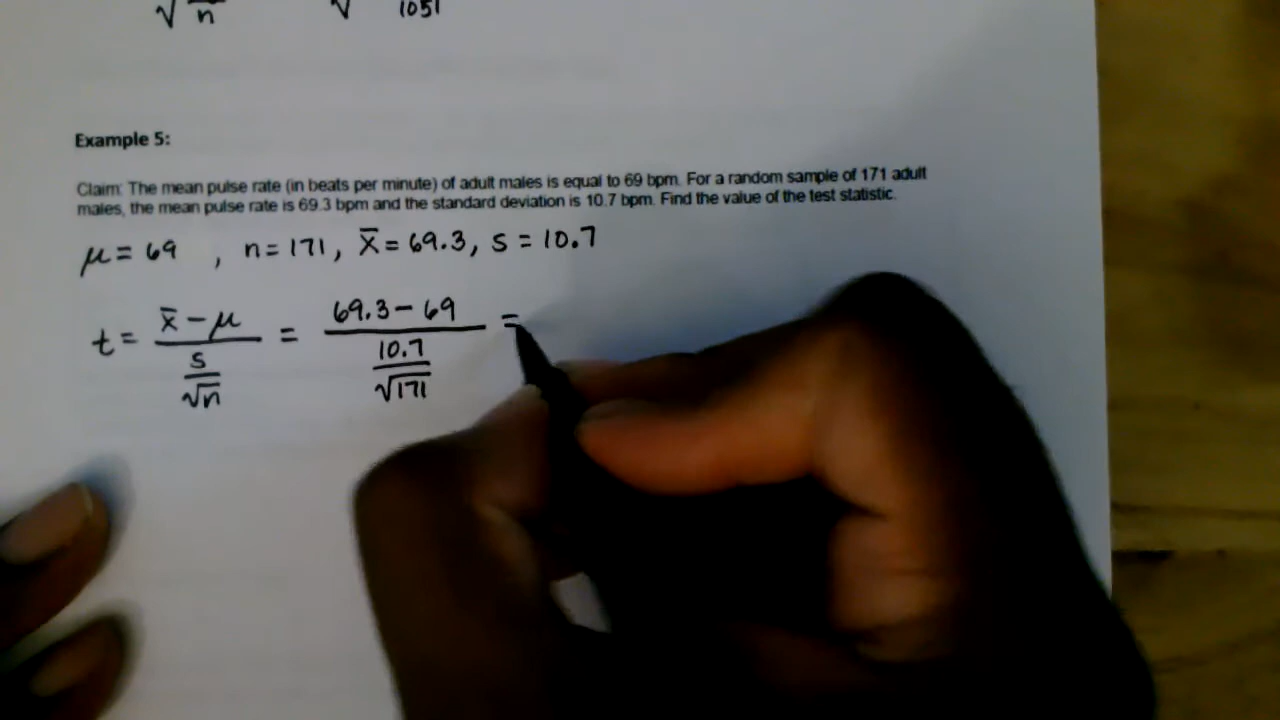 √n √ 1051
Example 5:
Claim: The mean pulse rate (in beats per minute) of adult males is equal to 69 bpm. For a random sample of 171 adult
males, the mean pulse rate is 69.3 bpm and the standard deviation is 10.7 bpm. Find the value of the test statistic.
μ = 69 , n = 171, x̄ = 69.3, s = 10.7
t = (x̄ − μ) / (s / √n) = (69.3 − 69) / (10.7 / √171) =